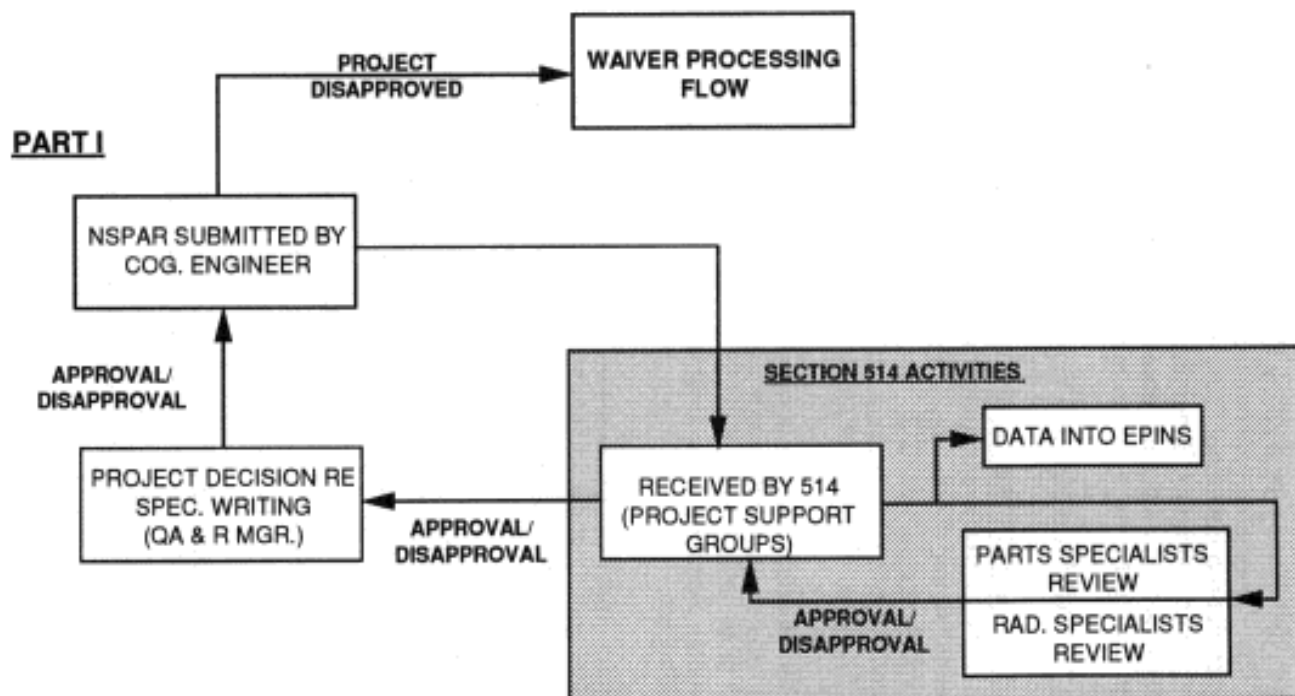 PROJECT
DISAPPROVED
WAIVER PROCESSING
FLOW
PART I
NSPAR SUBMITTED BY
COG. ENGINEER
APPROVAL/
DISAPPROVAL
SECTION 514 ACTIVITIES
DATA INTO EPINS
PROJECT DECISION RE
SPEC. WRITING
(QA & R MGR.)
APPROVAL/
DISAPPROVAL
RECEIVED BY 514
(PROJECT SUPPORT
GROUPS)
PARTS SPECIALISTS
REVIEW
APPROVAL/
DISAPPROVAL
RAD. SPECIALISTS
REVIEW